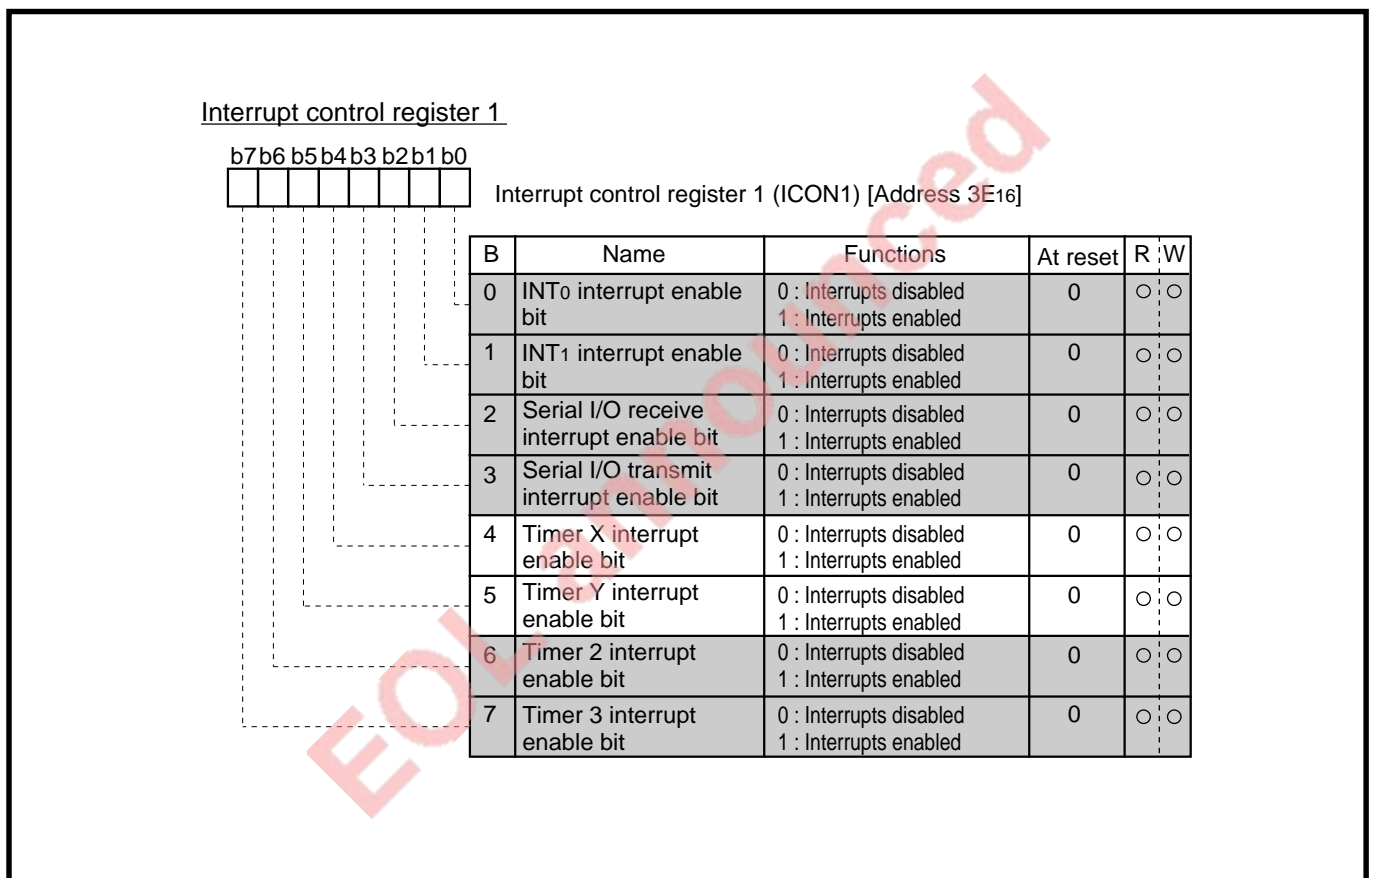 Interrupt control register 1
b7 b6 b5 b4 b3 b2 b1 b0
Interrupt control register 1 (ICON1) [Address 3E16]
B Name Functions At reset R W
0 INT0 interrupt enable bit 0 : Interrupts disabled 1 : Interrupts enabled 0 ○ ○
1 INT1 interrupt enable bit 0 : Interrupts disabled 1 : Interrupts enabled 0 ○ ○
2 Serial I/O receive interrupt enable bit 0 : Interrupts disabled 1 : Interrupts enabled 0 ○ ○
3 Serial I/O transmit interrupt enable bit 0 : Interrupts disabled 1 : Interrupts enabled 0 ○ ○
4 Timer X interrupt enable bit 0 : Interrupts disabled 1 : Interrupts enabled 0 ○ ○
5 Timer Y interrupt enable bit 0 : Interrupts disabled 1 : Interrupts enabled 0 ○ ○
6 Timer 2 interrupt enable bit 0 : Interrupts disabled 1 : Interrupts enabled 0 ○ ○
7 Timer 3 interrupt enable bit 0 : Interrupts disabled 1 : Interrupts enabled 0 ○ ○
EOL announced